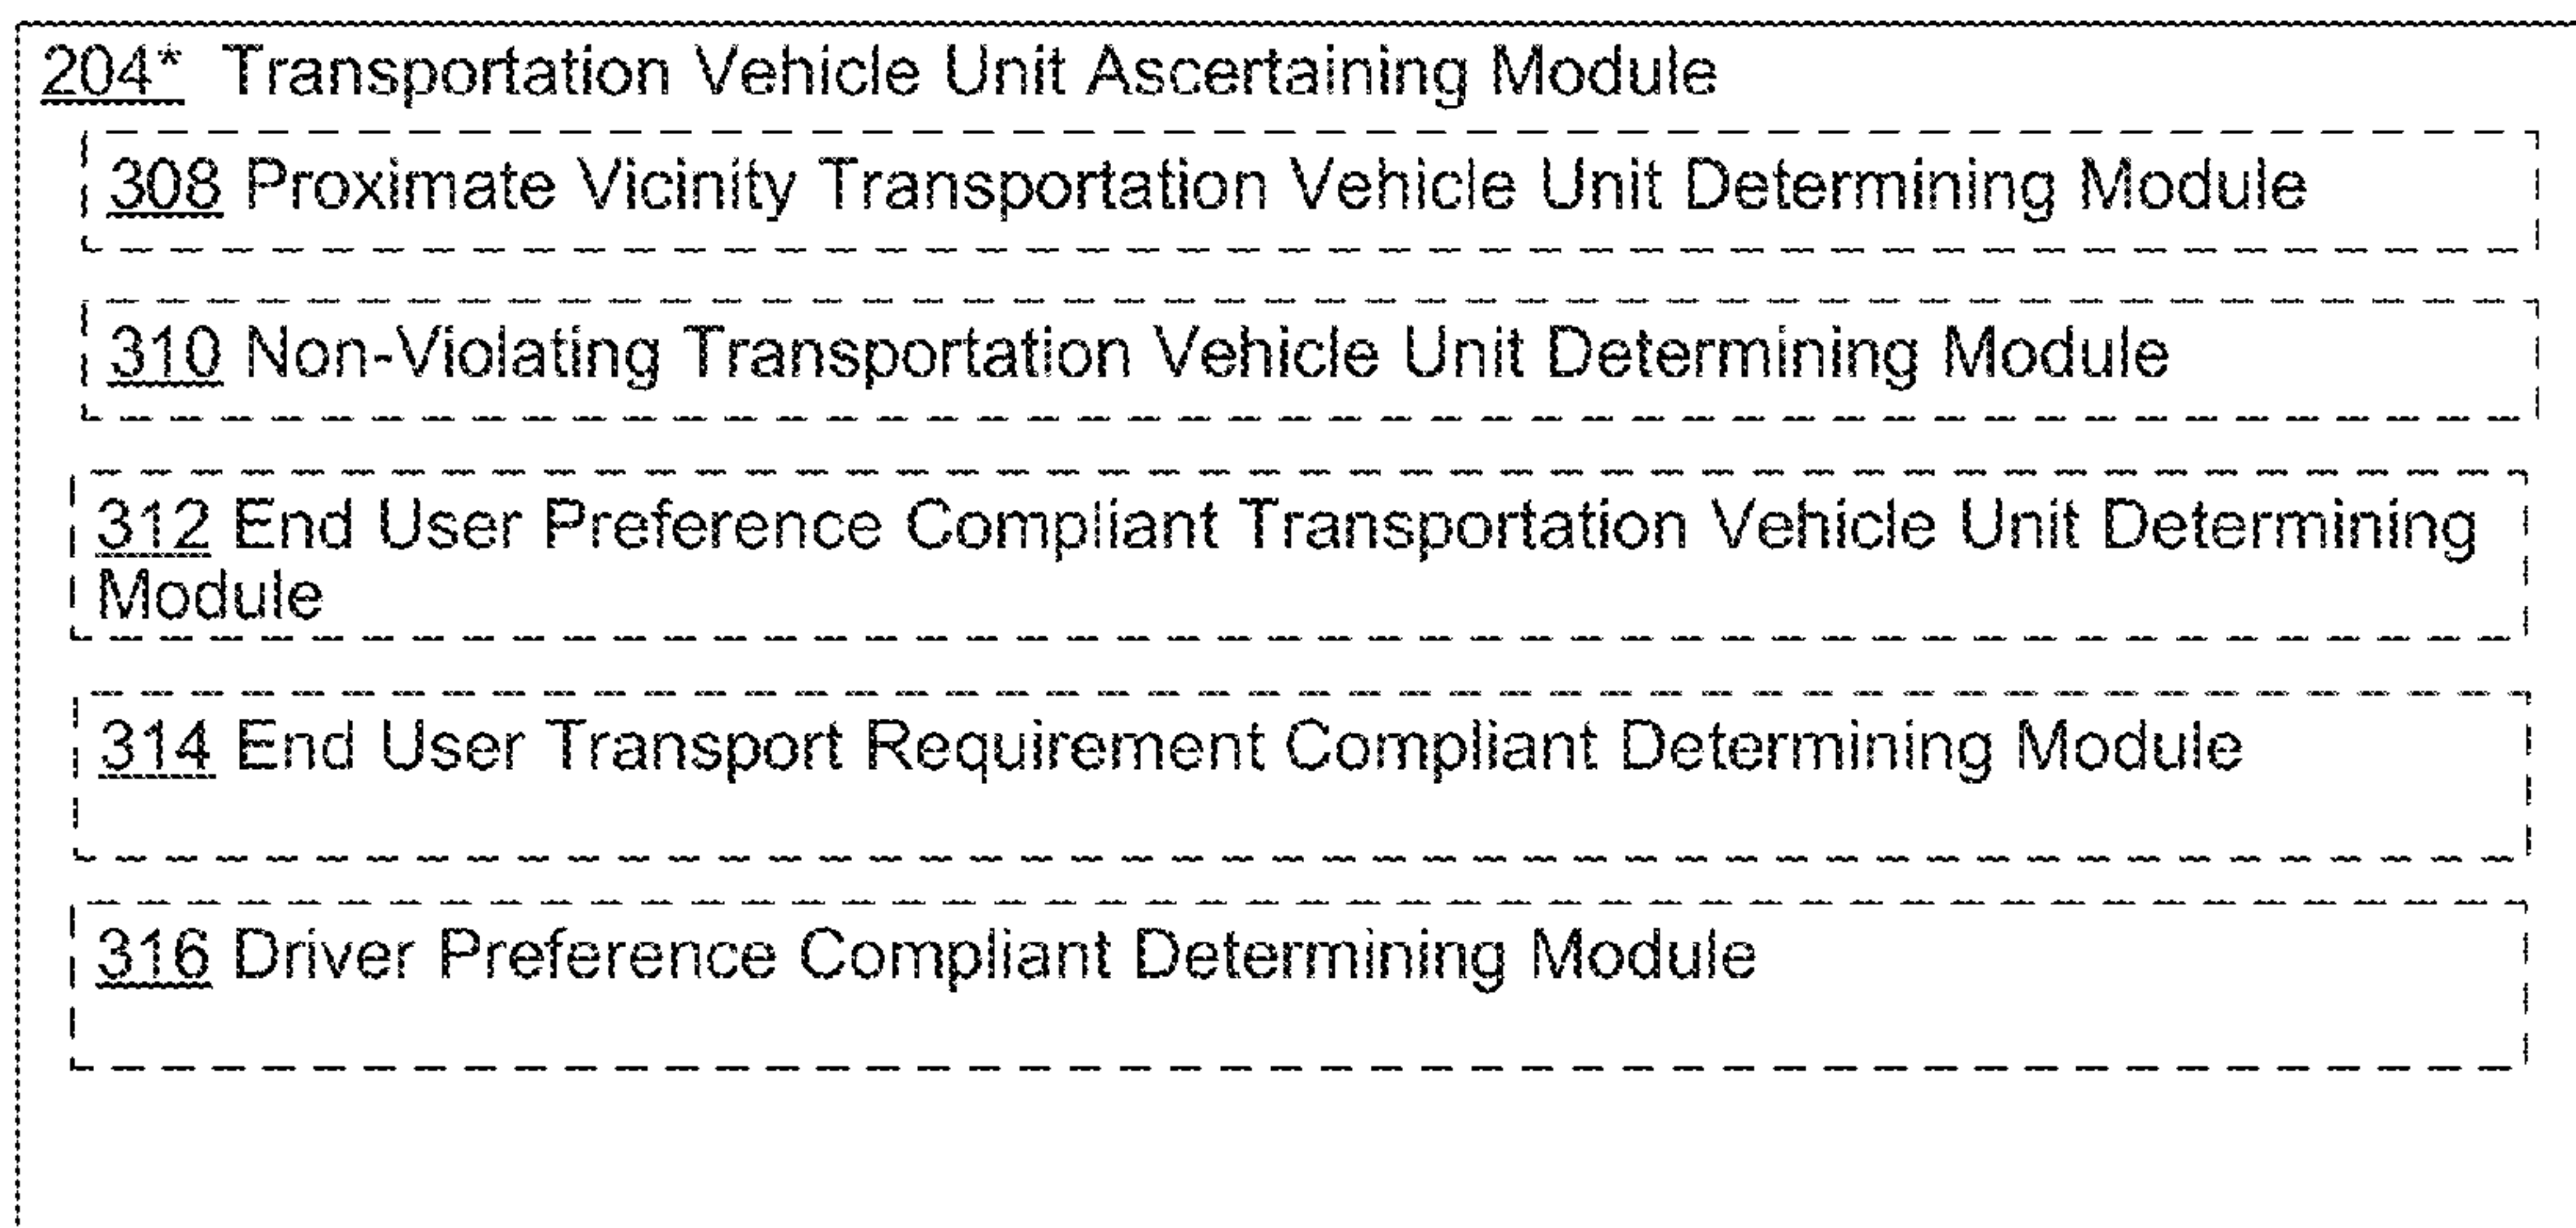 204* Transportation Vehicle Unit Ascertaining Module
308 Proximate Vicinity Transportation Vehicle Unit Determining Module
310 Non-Violating Transportation Vehicle Unit Determining Module
312 End User Preference Compliant Transportation Vehicle Unit Determining
Module
314 End User Transport Requirement Compliant Determining Module
316 Driver Preference Compliant Determining Module